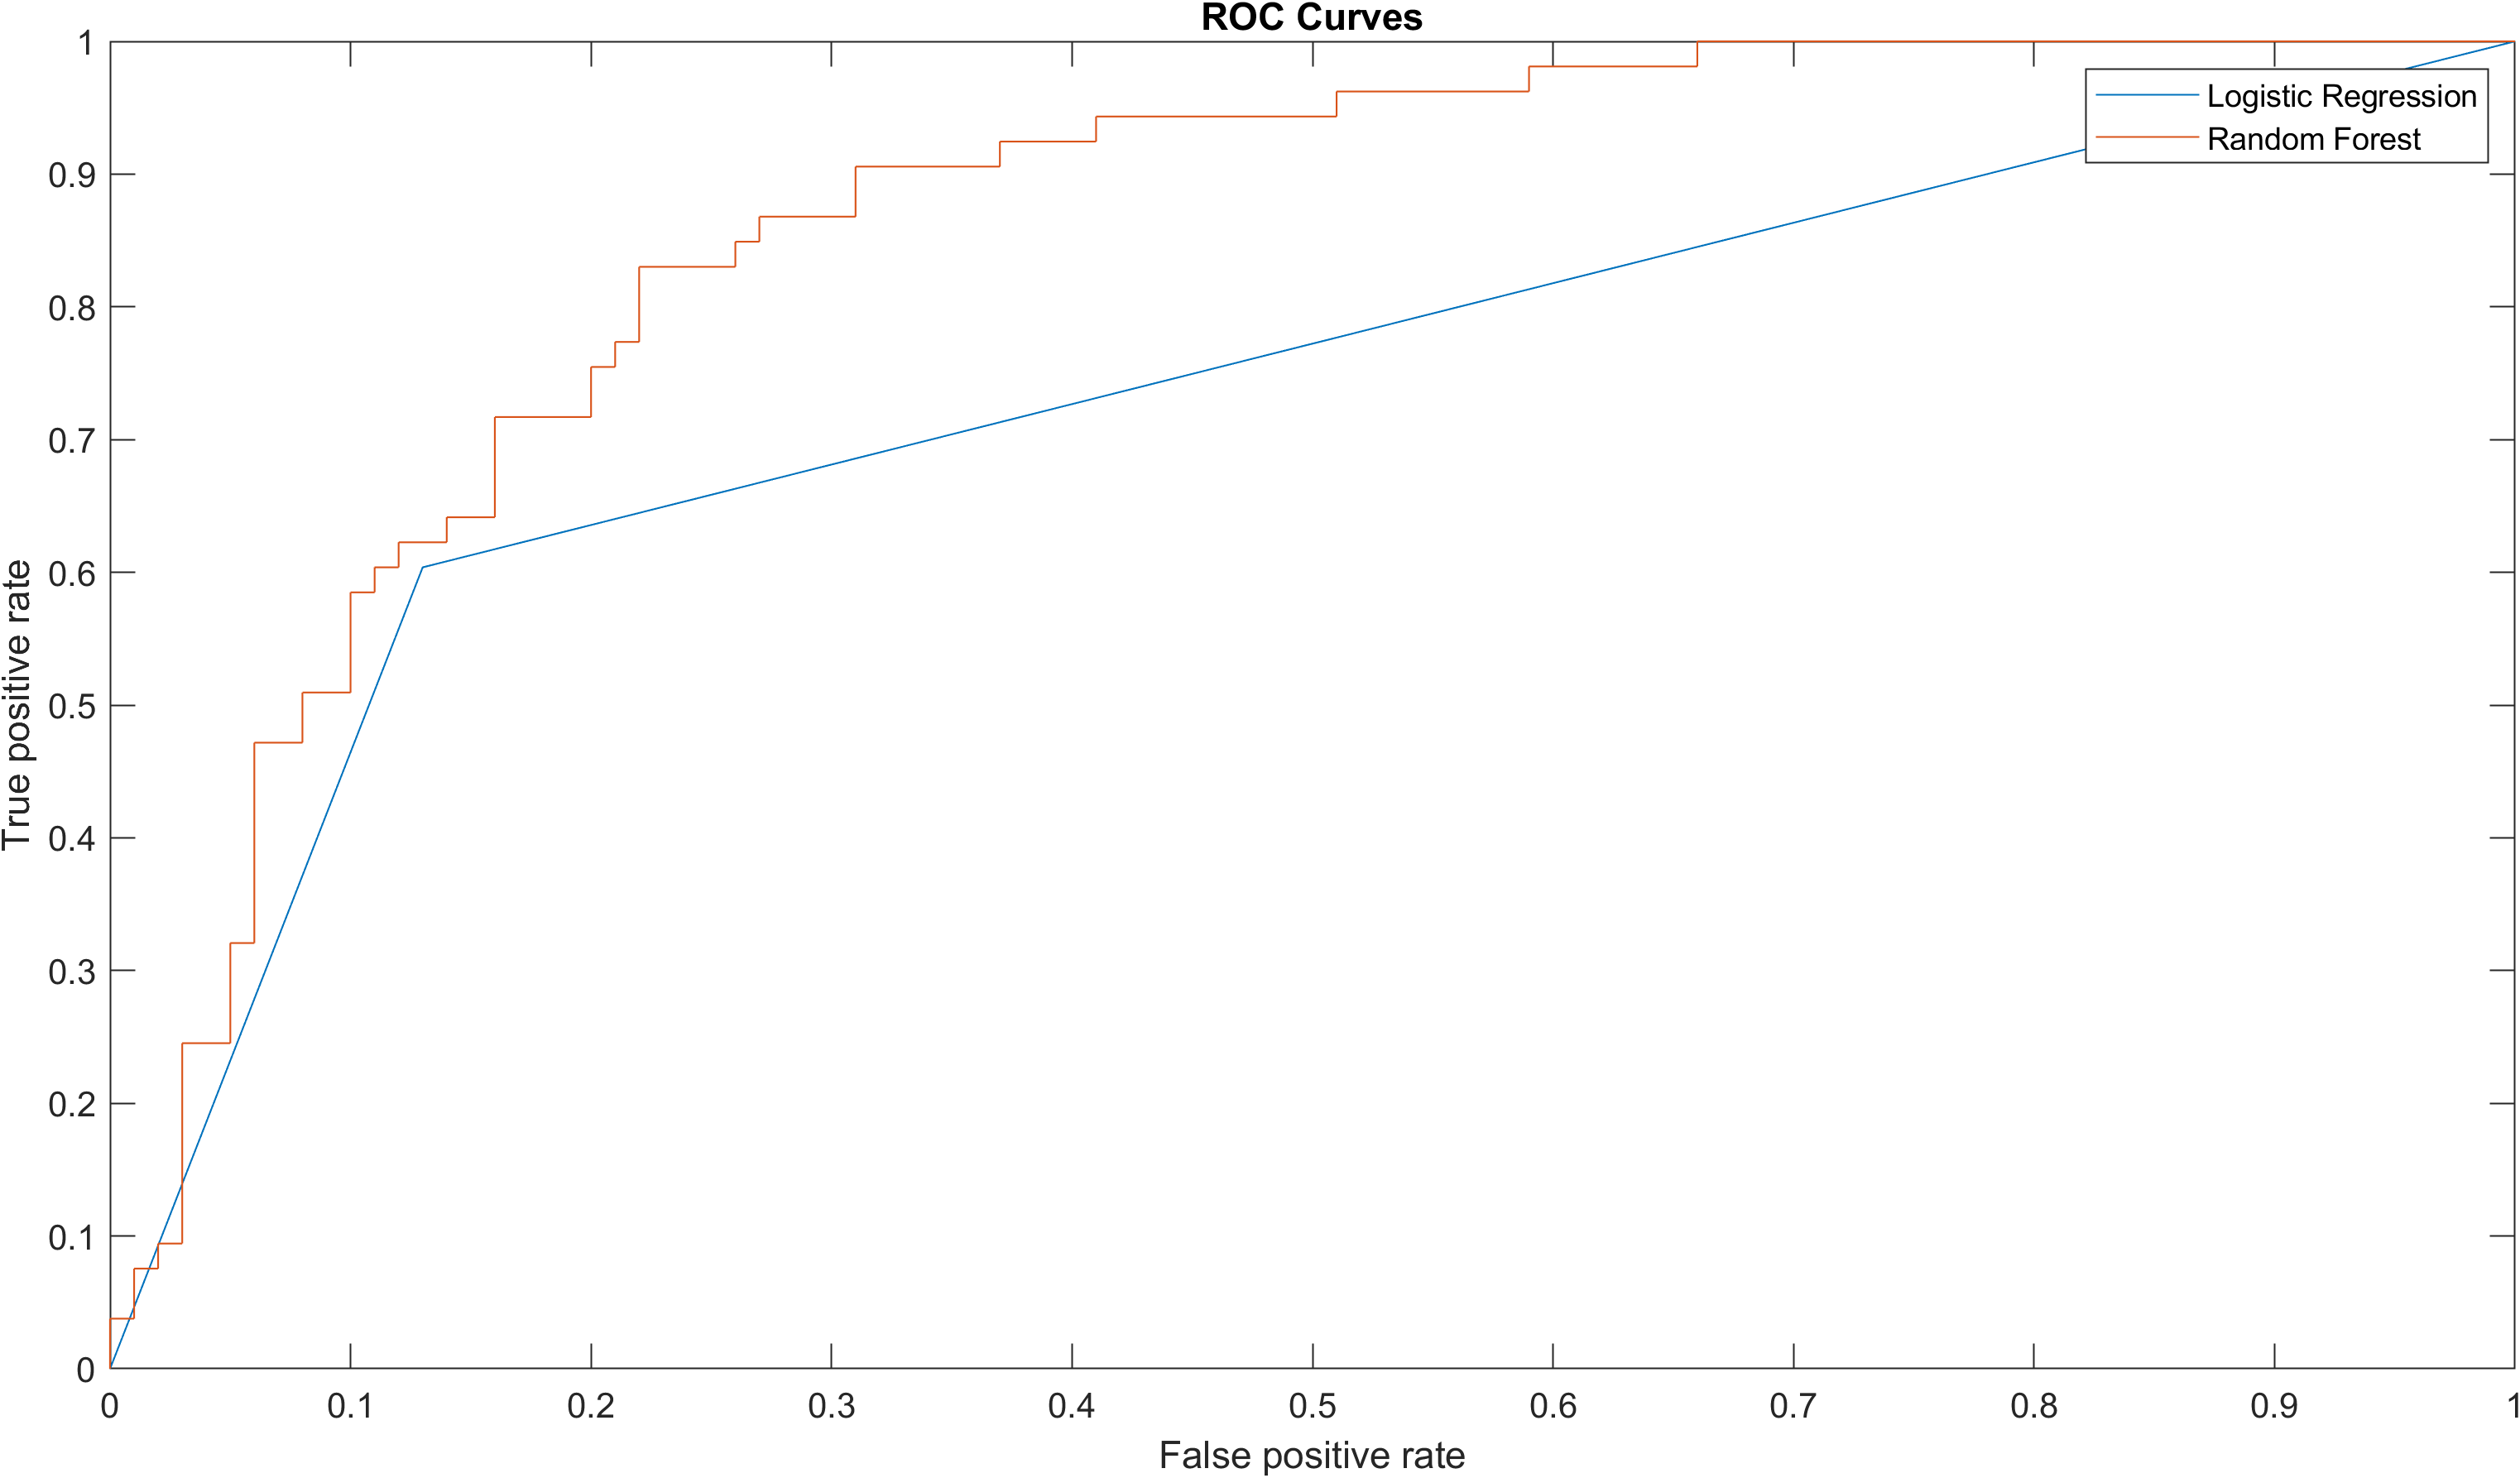 ROC Curves
1
0.9
0.8
0.7
0.6
0.5
0.4
0.3
0.2
0.1
0
True positive rate
Logistic Regression
Random Forest
0 0.1 0.2 0.3 0.4 0.5 0.6 0.7 0.8 0.9 1
False positive rate